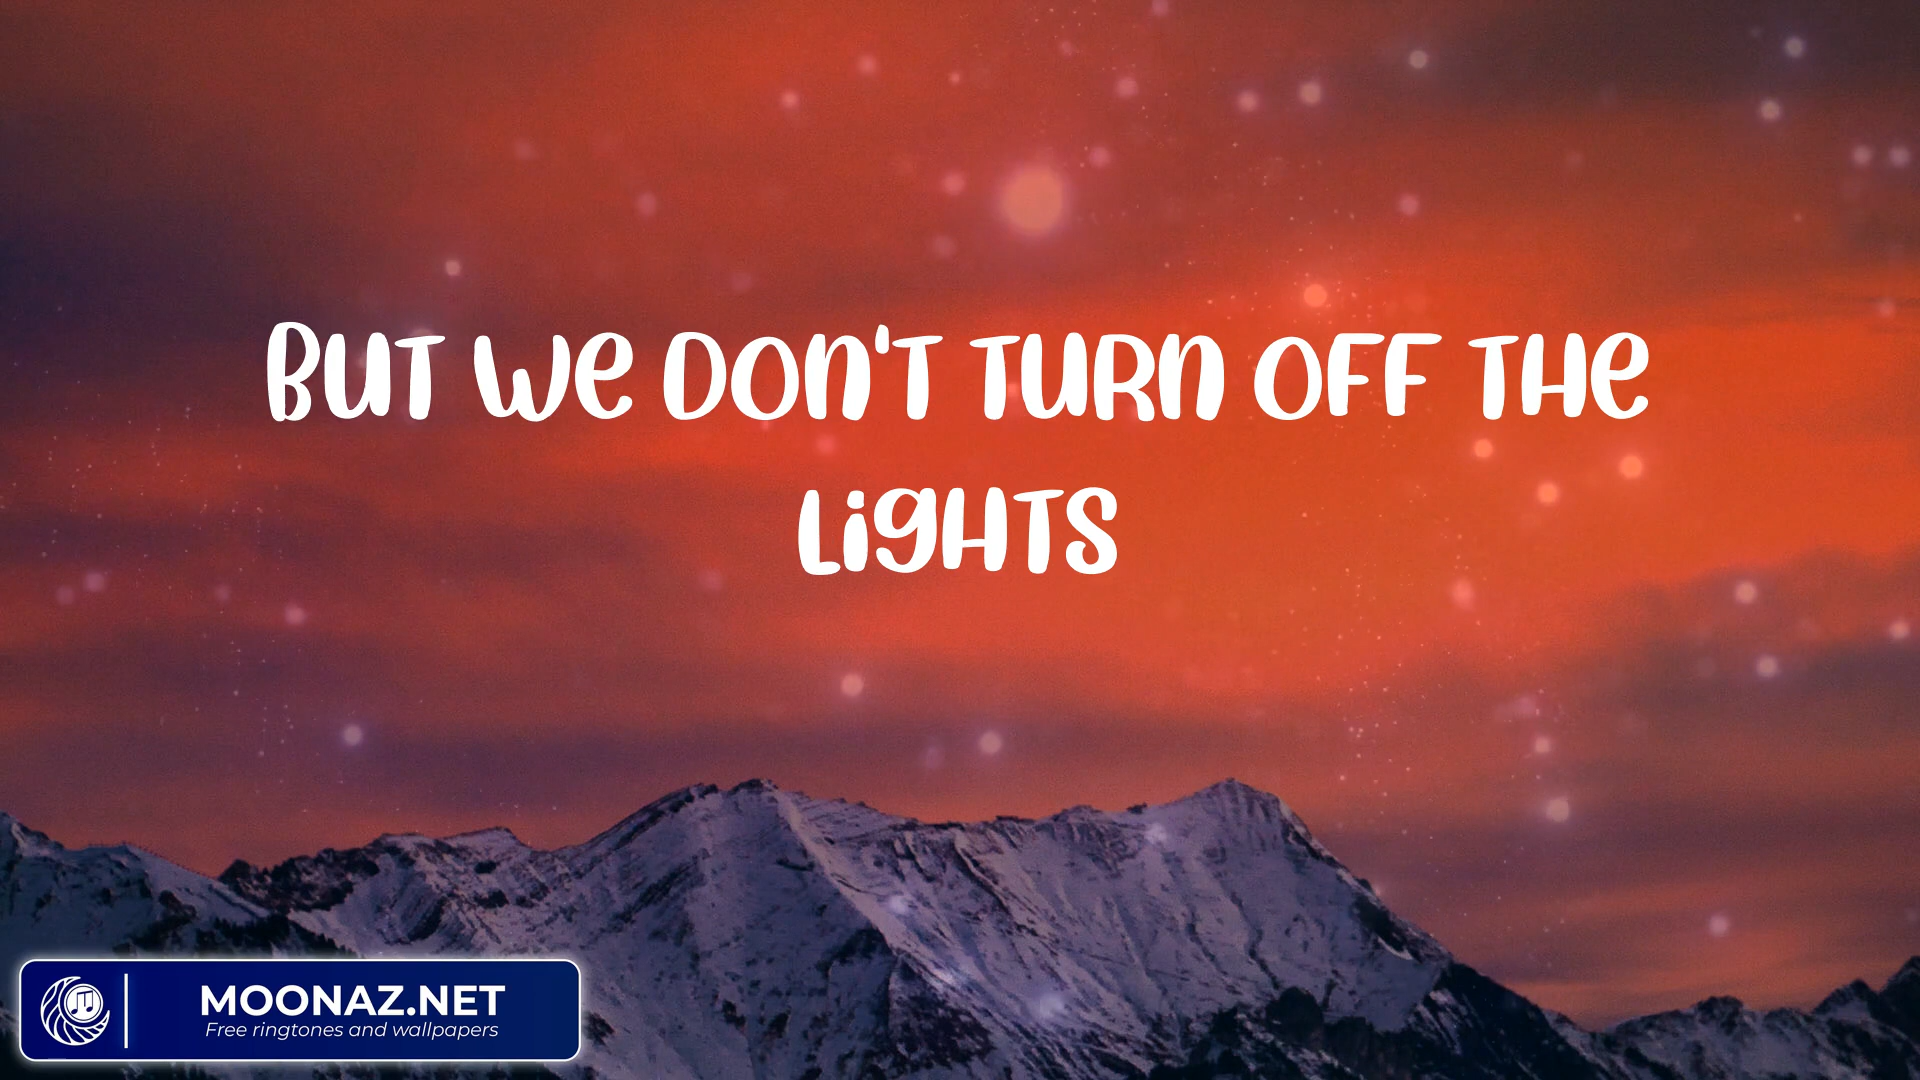 BUT We DON'T TURN OFF THe
LiGHTS
MOONAZ.NET
Free ringtones and wallpapers